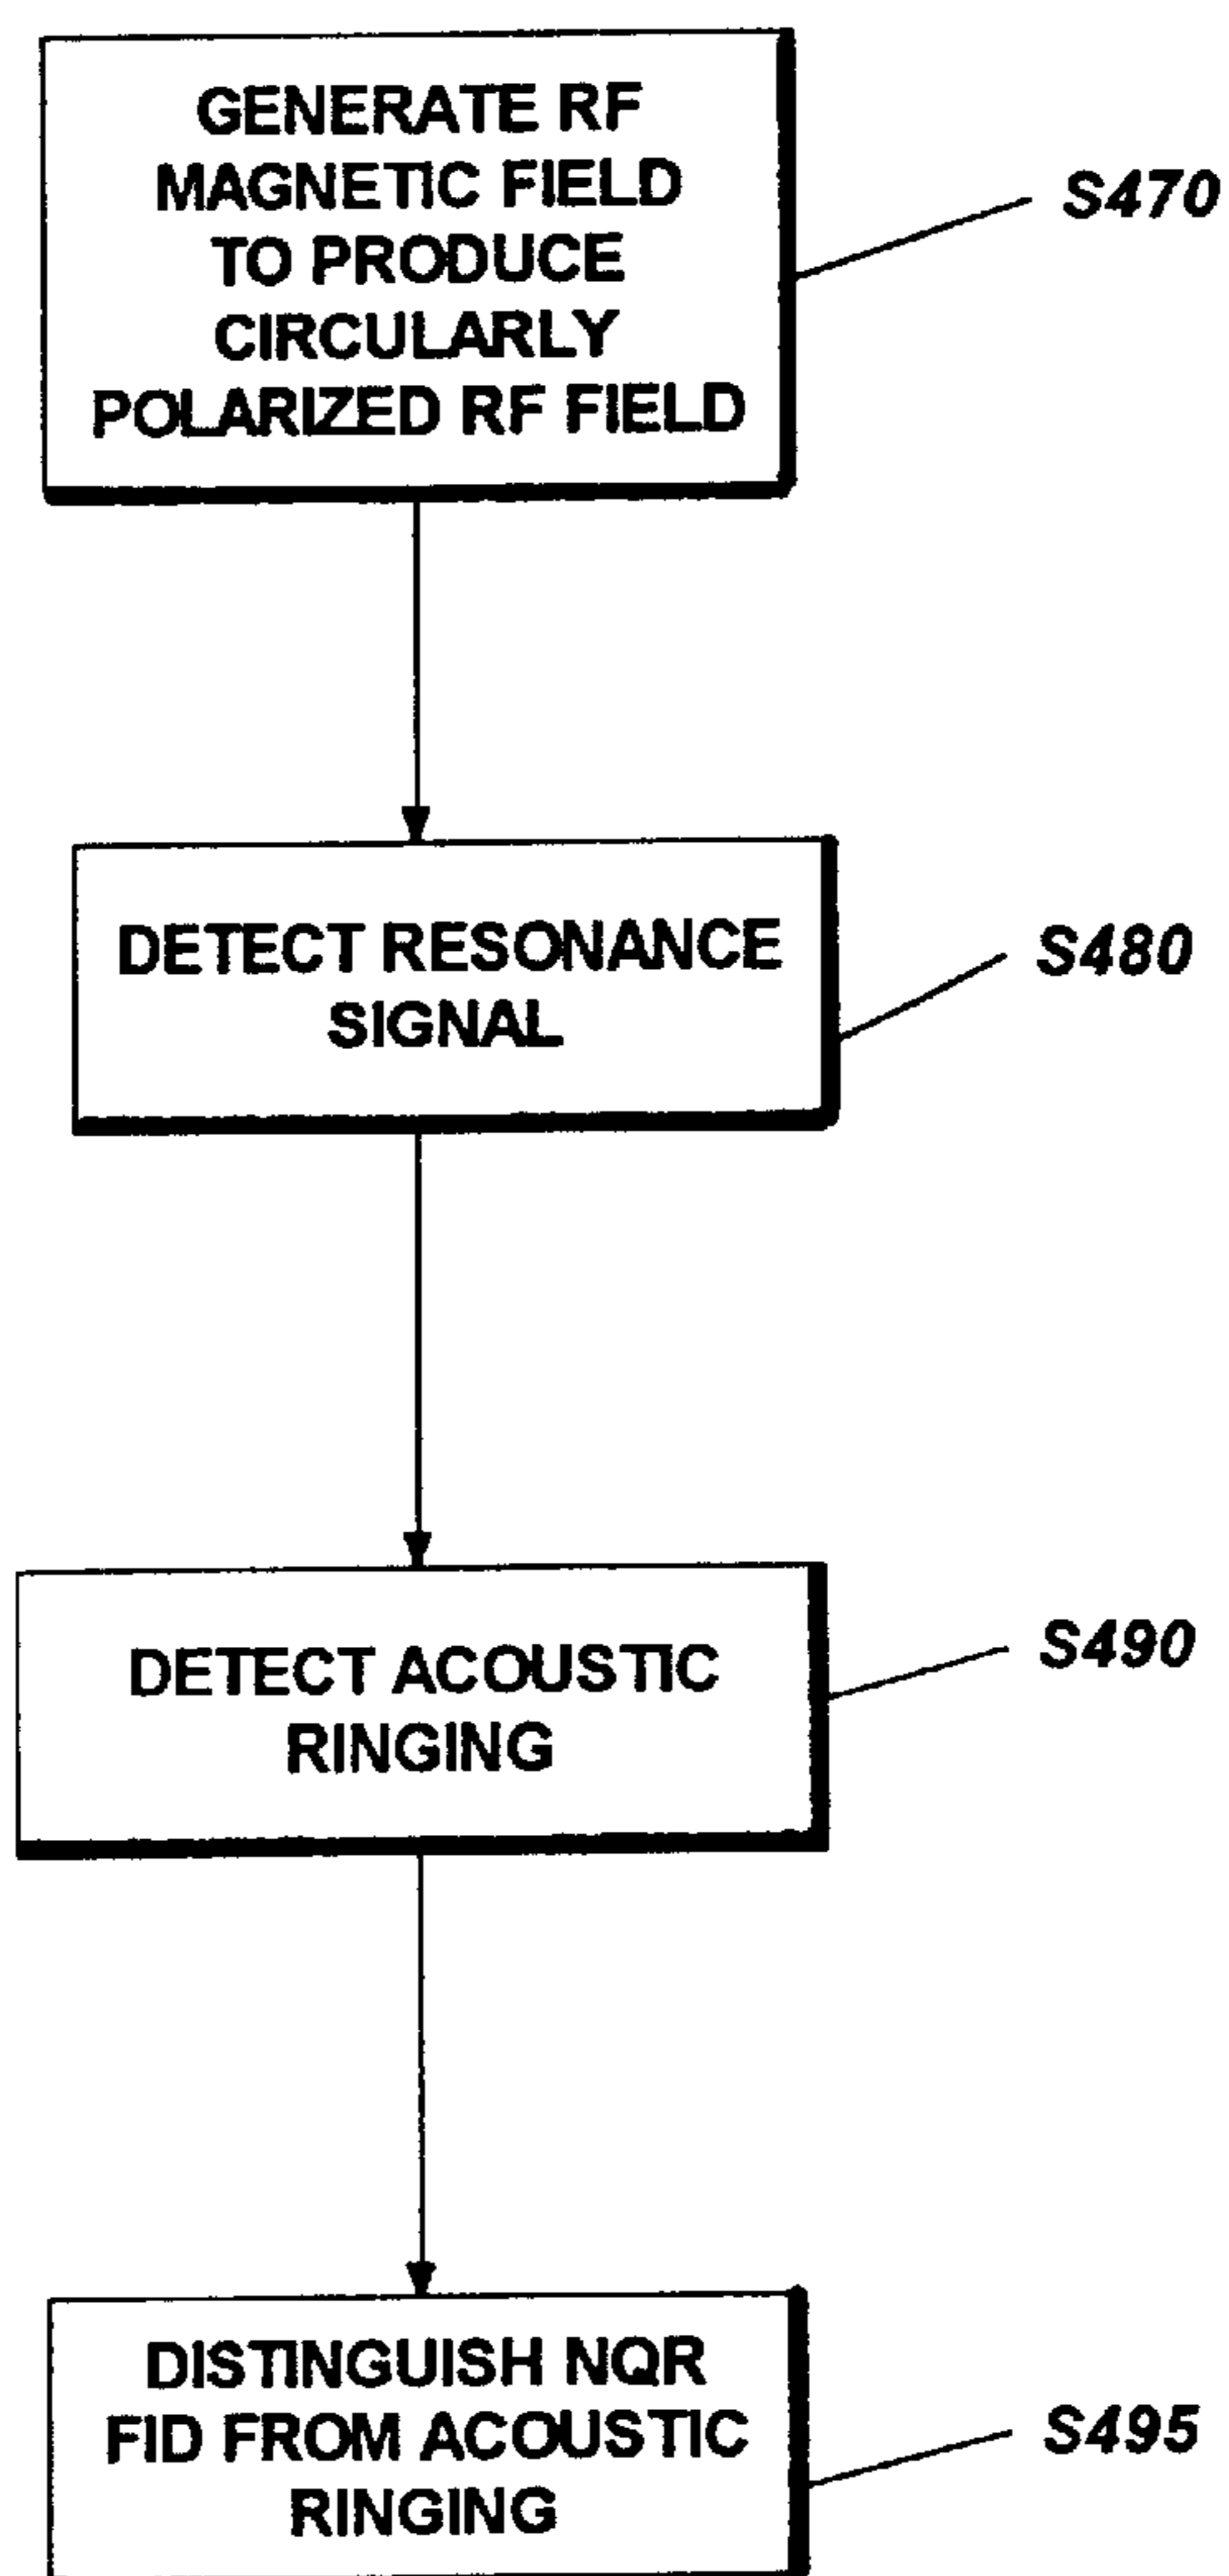 GENERATE RF
MAGNETIC FIELD
TO PRODUCE
CIRCULARLY
POLARIZED RF FIELD
S470
DETECT RESONANCE
SIGNAL
S480
DETECT ACOUSTIC
RINGING
S490
DISTINGUISH NQR
FID FROM ACOUSTIC
RINGING
S495